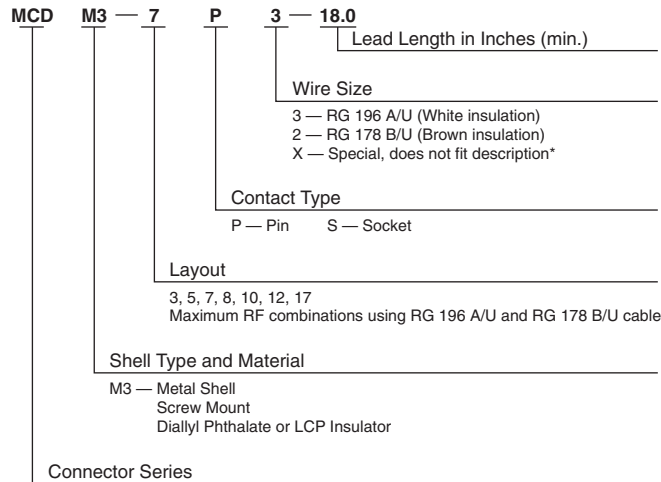 MCD M3 — 7 P 3 — 18.0
Lead Length in Inches (min.)
Wire Size
3 — RG 196 A/U (White insulation)
2 — RG 178 B/U (Brown insulation)
X — Special, does not fit description*
Contact Type
P — Pin S — Socket
Layout
3, 5, 7, 8, 10, 12, 17
Maximum RF combinations using RG 196 A/U and RG 178 B/U cable
Shell Type and Material
M3 — Metal Shell
Screw Mount
Diallyl Phthalate or LCP Insulator
Connector Series